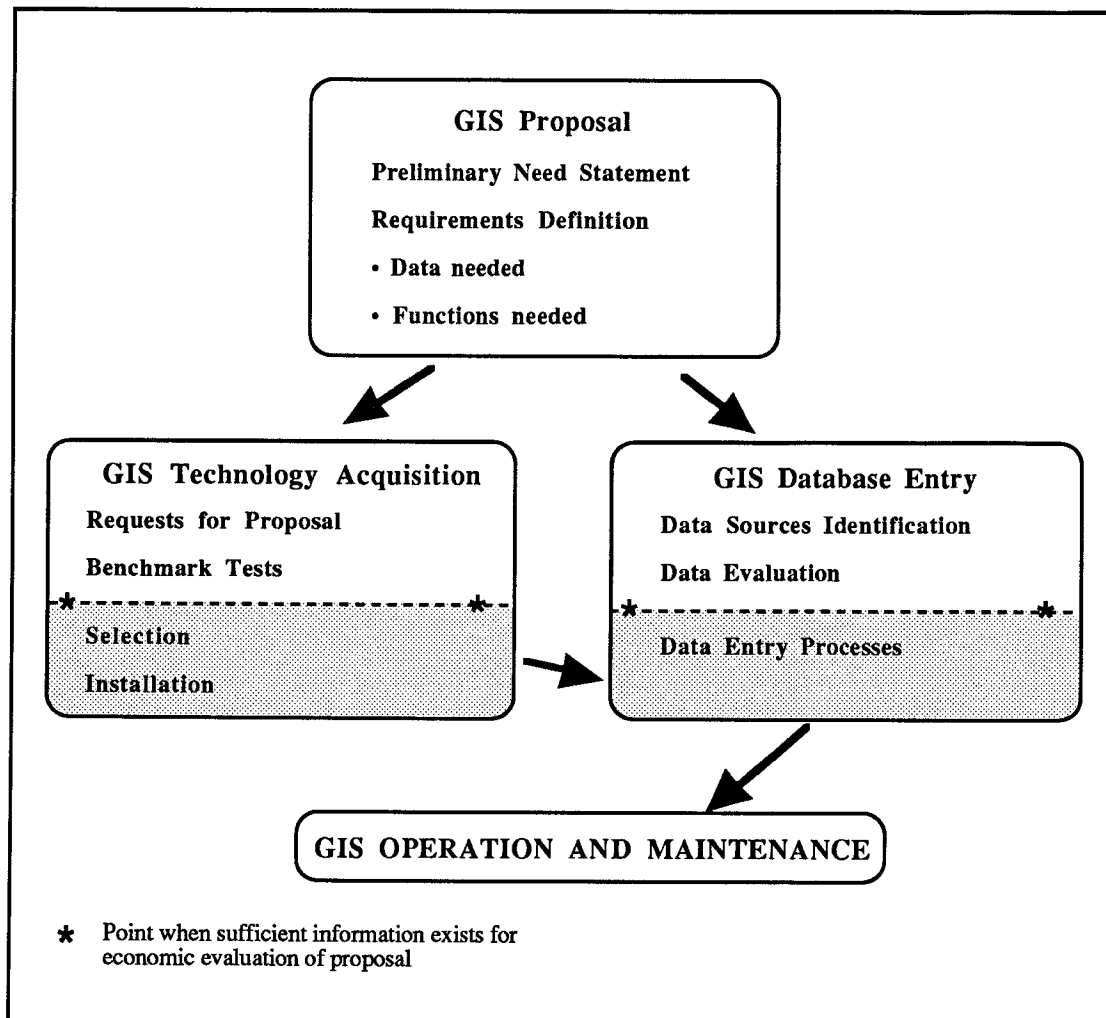 GIS Proposal
Preliminary Need Statement
Requirements Definition
• Data needed
• Functions needed
GIS Technology Acquisition
Requests for Proposal
Benchmark Tests
* *
Selection
Installation
GIS Database Entry
Data Sources Identification
Data Evaluation
* *
Data Entry Processes
GIS OPERATION AND MAINTENANCE
* Point when sufficient information exists for
economic evaluation of proposal